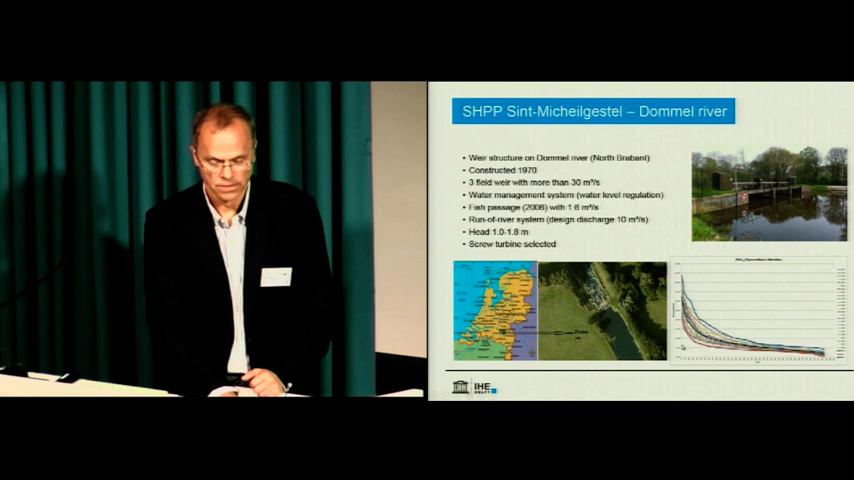 SHPP Sint-Micheilgestel – Dommel river
• Weir structure on Dommel river (North Brabant)
• Constructed 1970
• 3 field weir with more than 30 m³/s
• Water management system (water level regulation)
• Fish passage (2006) with 1.6 m³/s
• Run-of-river system (design discharge 10 m³/s)
• Head 1.0-1.8 m
• Screw turbine selected
IHE
DELFT